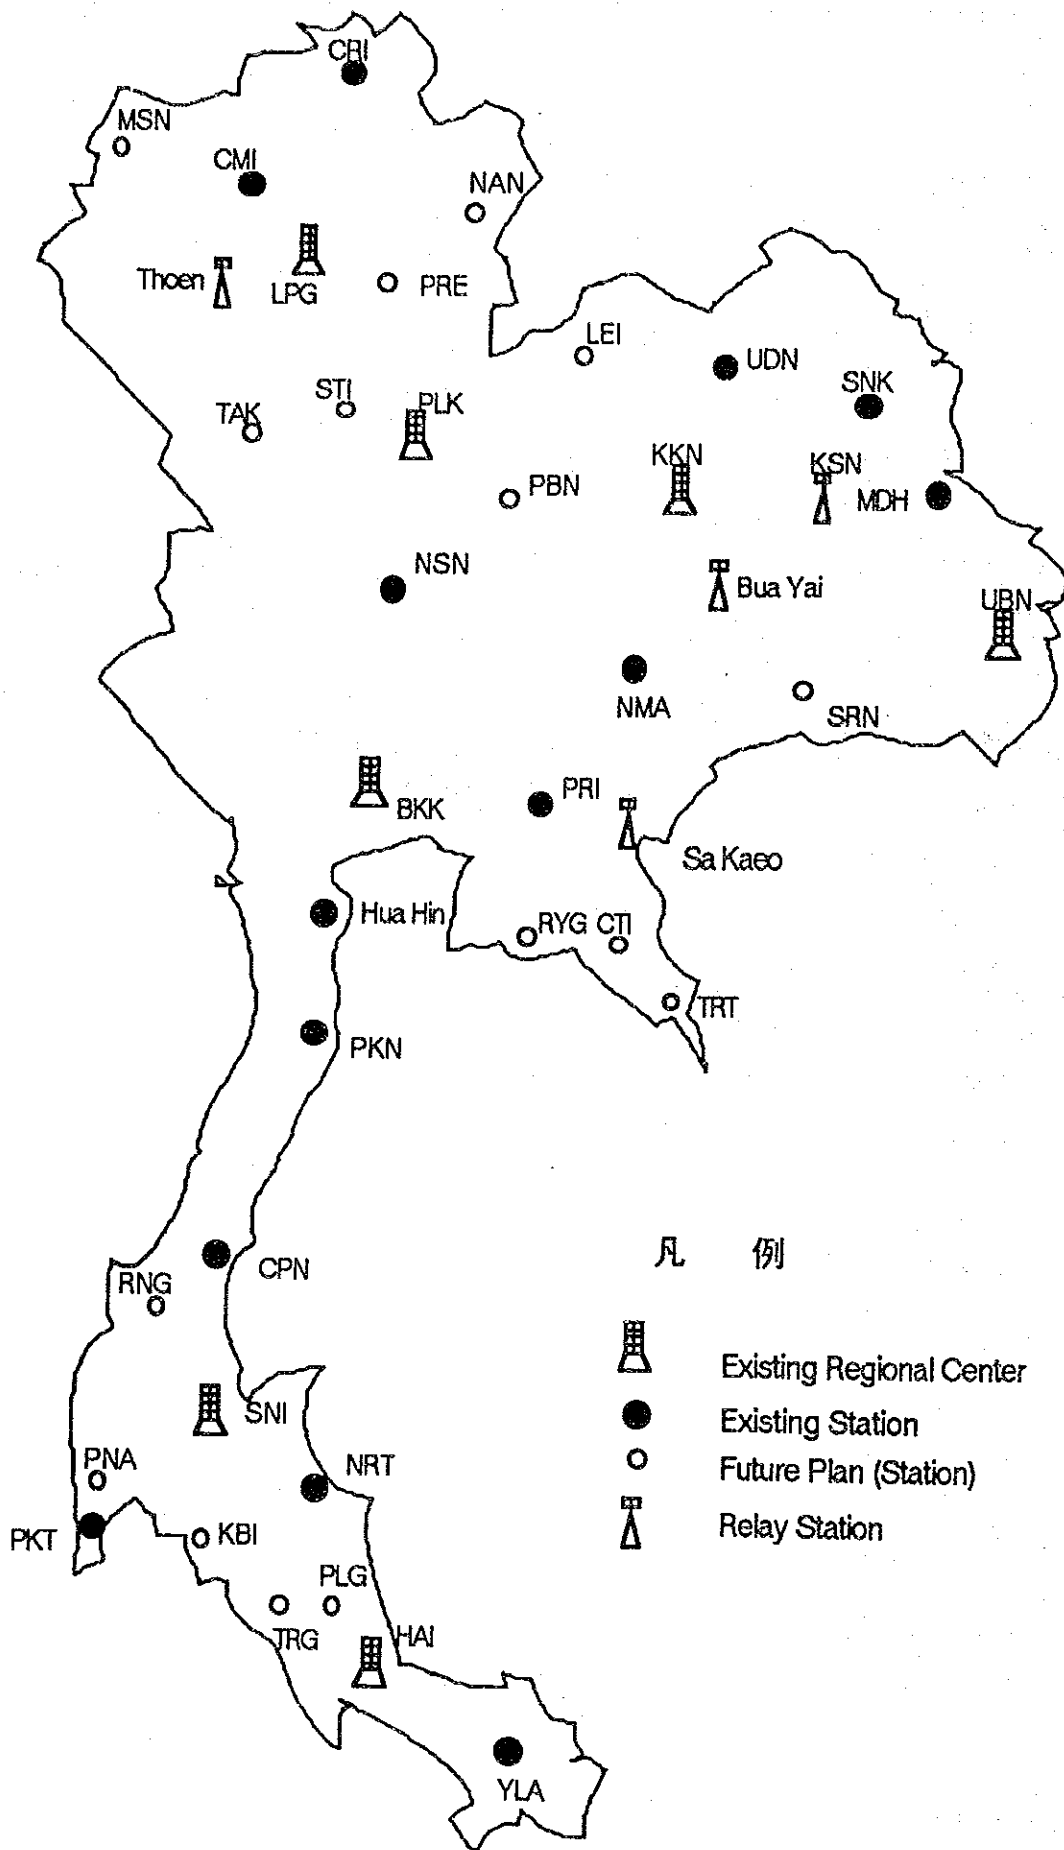 CRI
MSN
CMI
NAN
Thoen
LPG
PRE
LEI
UDN
SNK
STI
PLK
TAK
KKN
KSN
PBN
MDH
NSN
Bua Yai
UBN
NMA
SRN
PRI
BKK
Sa Kaeo
Hua Hin
RYG CTI
TRT
PKN
凡 例
CPN
RNG
Existing Regional Center
SNI
Existing Station
PNA
NRT
Future Plan (Station)
PKT
KBI
Relay Station
PLG
TRG
HAI
YLA